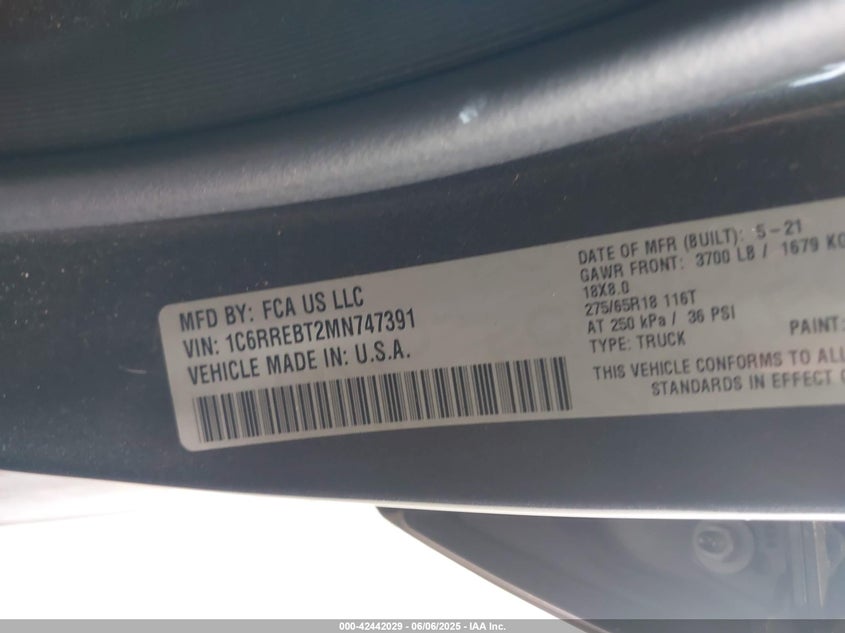 MFD BY: FCA US LLC
VIN: 1C6RREBT2MN747391
VEHICLE MADE IN: U.S.A.
DATE OF MFR (BUILT): 5-21
GAWR FRONT: 3700 LB / 1679 KG
18X8.0
275/65R18 116T
AT 250 kPa / 36 PSI
TYPE: TRUCK
PAINT:
THIS VEHICLE CONFORMS TO ALL
STANDARDS IN EFFECT
000-42442029 - 06/06/2025 - IAA Inc.